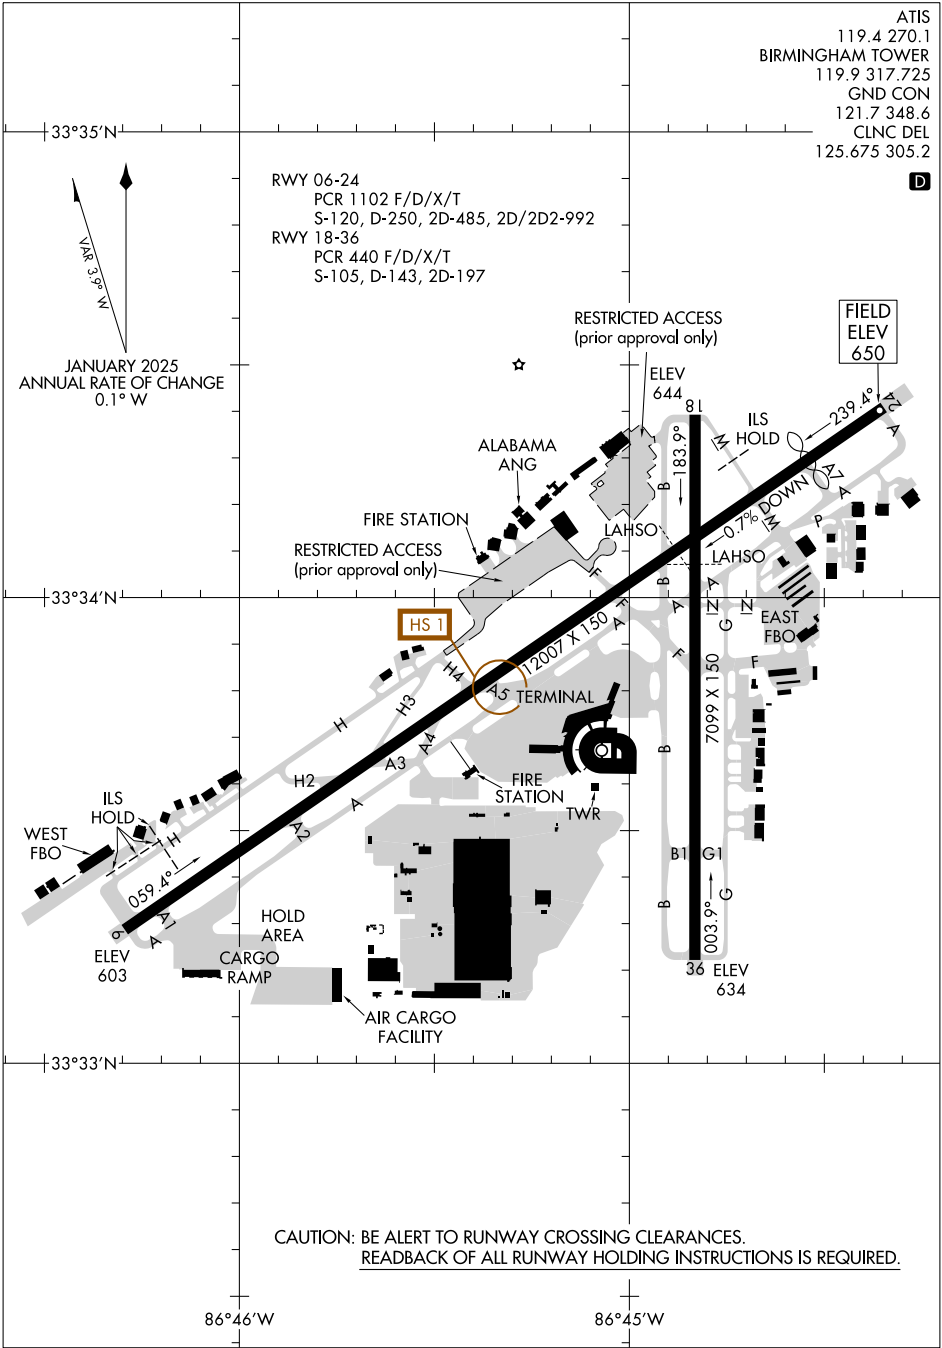 ATIS
119.4 270.1
BIRMINGHAM TOWER
119.9 317.725
GND CON
121.7 348.6
CLNC DEL
125.675 305.2
D
33°35'N
VAR 3.9° W
JANUARY 2025
ANNUAL RATE OF CHANGE
0.1° W
RWY 06-24
PCR 1102 F/D/X/T
S-120, D-250, 2D-485, 2D/2D2-992
RWY 18-36
PCR 440 F/D/X/T
S-105, D-143, 2D-197
RESTRICTED ACCESS
(prior approval only)
FIELD
ELEV
650
ELEV
644
18
ILS
HOLD
M
239.4°
24
A
183.9°
B
ALABAMA
ANG
0.7% DOWN
A7
A
M
P
FIRE STATION
LAHSO
RESTRICTED ACCESS
(prior approval only)
LAHSO
33°34'N
F
F
A
B
A
A
N
N
G
EAST
FBO
HS 1
12007 X 150
F
F
H4
A5
TERMINAL
7099 X 150
H3
H
A4
A3
B
H2
FIRE
STATION
A
TWR
ILS
HOLD
A2
WEST
FBO
H
B1
G1
059.4°
A1
HOLD
AREA
B
003.9°
G
6
A
ELEV
603
CARGO
RAMP
36
ELEV
634
AIR CARGO
FACILITY
33°33'N
CAUTION: BE ALERT TO RUNWAY CROSSING CLEARANCES.
READBACK OF ALL RUNWAY HOLDING INSTRUCTIONS IS REQUIRED.
86°46'W
86°45'W